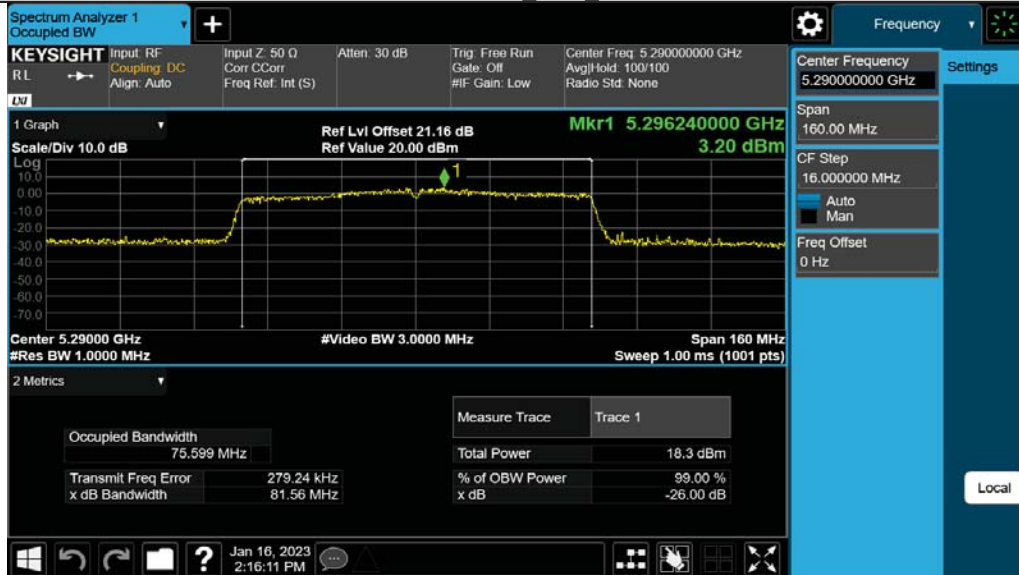 Spectrum Analyzer 1
Occupied BW
+
Frequency
KEYSIGHT
RL
LXI
Input: RF
Coupling: DC
Align: Auto
Input Z: 50 Ω
Corr CCorr
Freq Ref: Int (S)
Atten: 30 dB
Trig: Free Run
Gate: Off
#IF Gain: Low
Center Freq: 5.290000000 GHz
Avg|Hold: 100/100
Radio Std: None
Center Frequency
5.290000000 GHz
Settings
Span
160.00 MHz
CF Step
16.000000 MHz
Auto
Man
Freq Offset
0 Hz
Local
1 Graph
Scale/Div 10.0 dB
Ref Lvl Offset 21.16 dB
Ref Value 20.00 dBm
Mkr1 5.296240000 GHz
3.20 dBm
Log
10.0
0.00
-10.0
-20.0
-30.0
-40.0
-50.0
-60.0
-70.0
1
Center 5.29000 GHz
#Video BW 3.0000 MHz
Span 160 MHz
#Res BW 1.0000 MHz
Sweep 1.00 ms (1001 pts)
2 Metrics
Measure Trace Trace 1
Occupied Bandwidth
75.599 MHz
Total Power 18.3 dBm
Transmit Freq Error 279.24 kHz
% of OBW Power 99.00 %
x dB Bandwidth 81.56 MHz
x dB -26.00 dB
?
Jan 16, 2023
2:16:11 PM